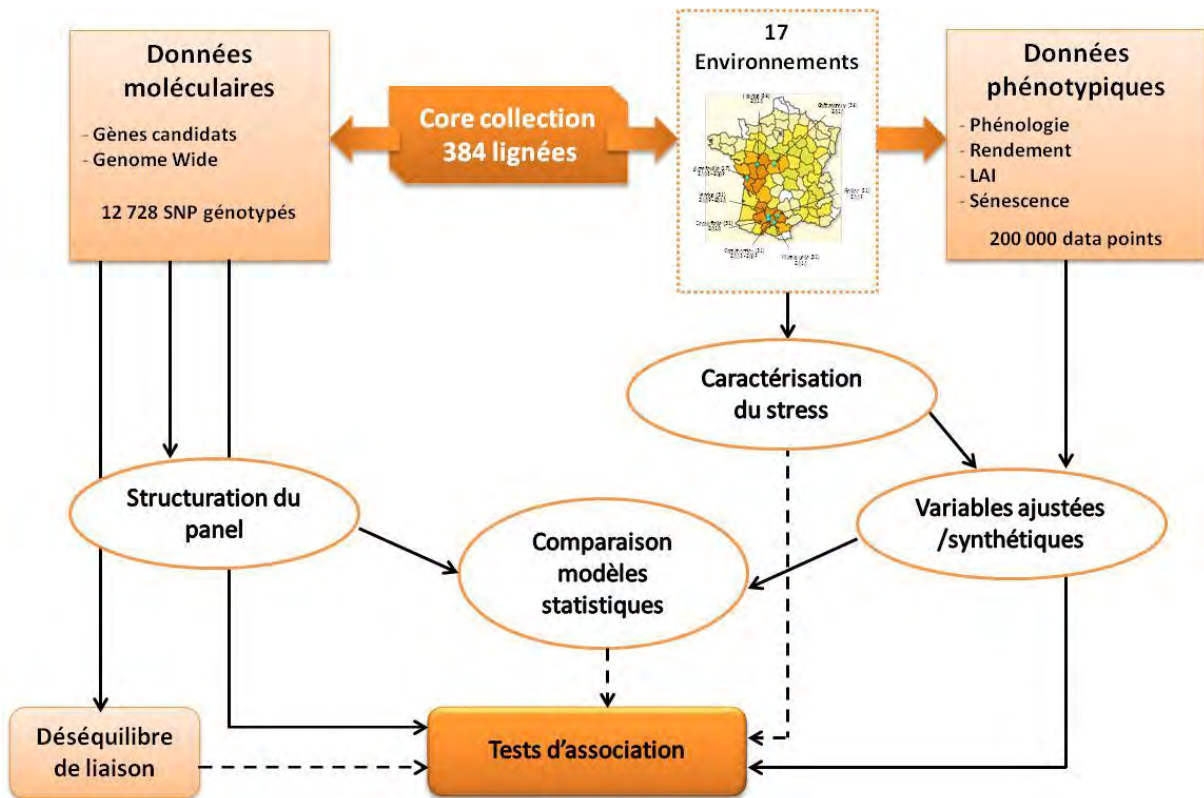 Données
moléculaires
- Gènes candidats
- Genome Wide
12 728 SNP génotypés
Core collection
384 lignées
17
Environnements
Données
phénotypiques
- Phénologie
- Rendement
- LAI
- Sénescence
200 000 data points
Caractérisation
du stress
Structuration du
panel
Comparaison
modèles
statistiques
Variables ajustées
/synthétiques
Déséquilibre
de liaison
Tests d'association